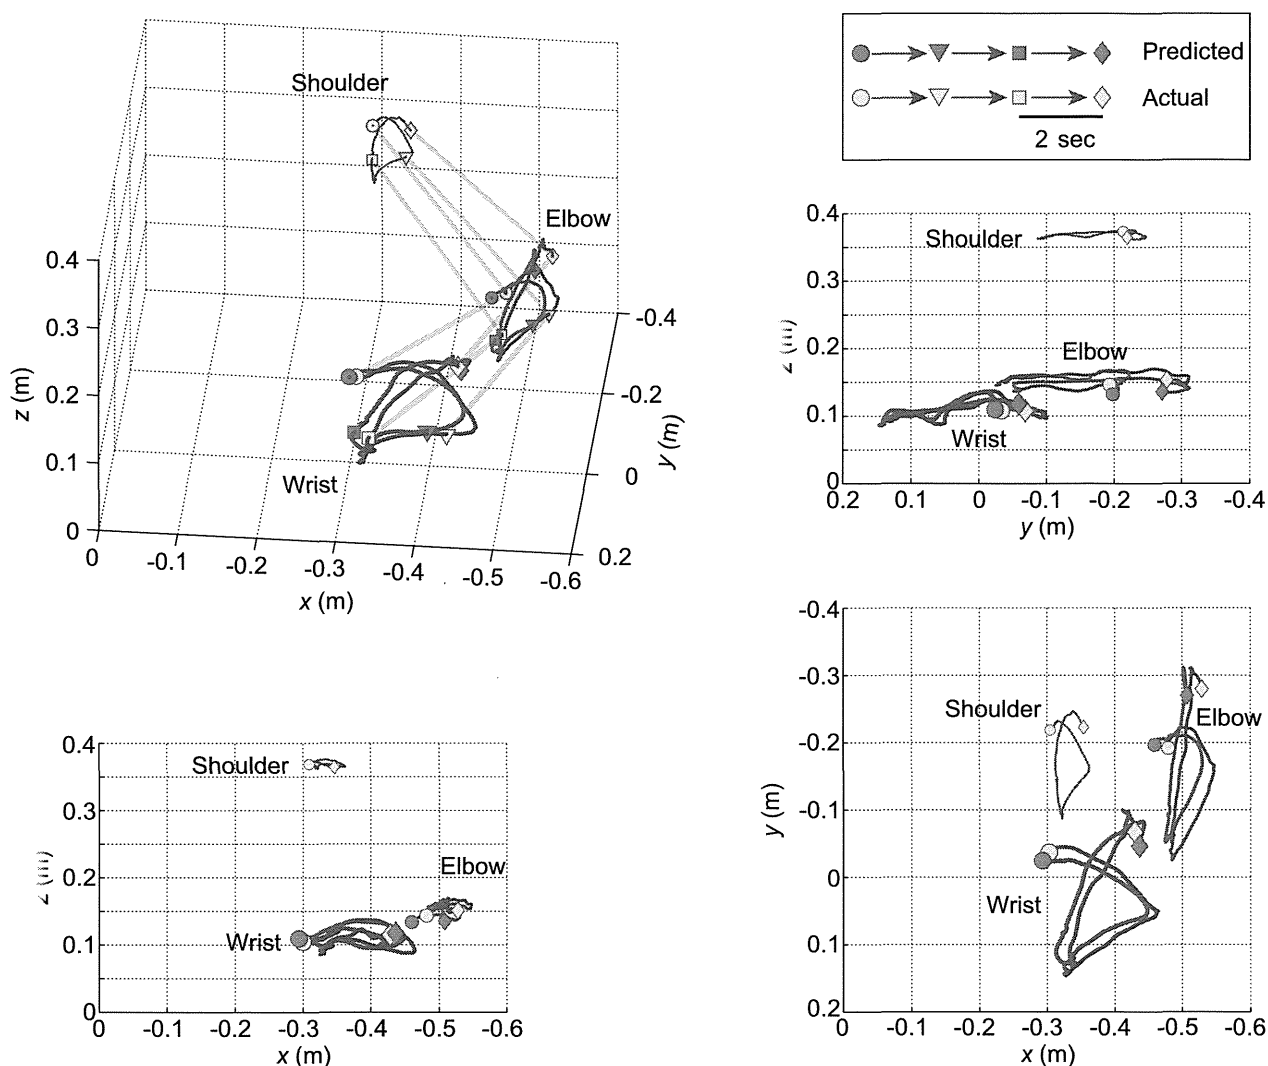 Shoulder
Elbow
Wrist
0.4
0.3
0.2
0.1
0
z (m)
0
-0.1
-0.2
-0.3
-0.4
-0.5
-0.6
x (m)
-0.4
-0.2
0
0.2
y (m)
Predicted
Actual
2 sec
0.4
0.3
0.2
0.1
0
Shoulder
Elbow
Wrist
0.2
0.1
0
-0.1
-0.2
-0.3
-0.4
y (m)
0.4
0.3
0.2
0.1
0
Shoulder
Elbow
Wrist
0
-0.1
-0.2
-0.3
-0.4
-0.5
-0.6
x (m)
-0.4
-0.3
-0.2
-0.1
0
0.1
0.2
y (m)
Shoulder
Elbow
Wrist
0
-0.1
-0.2
-0.3
-0.4
-0.5
-0.6
x (m)